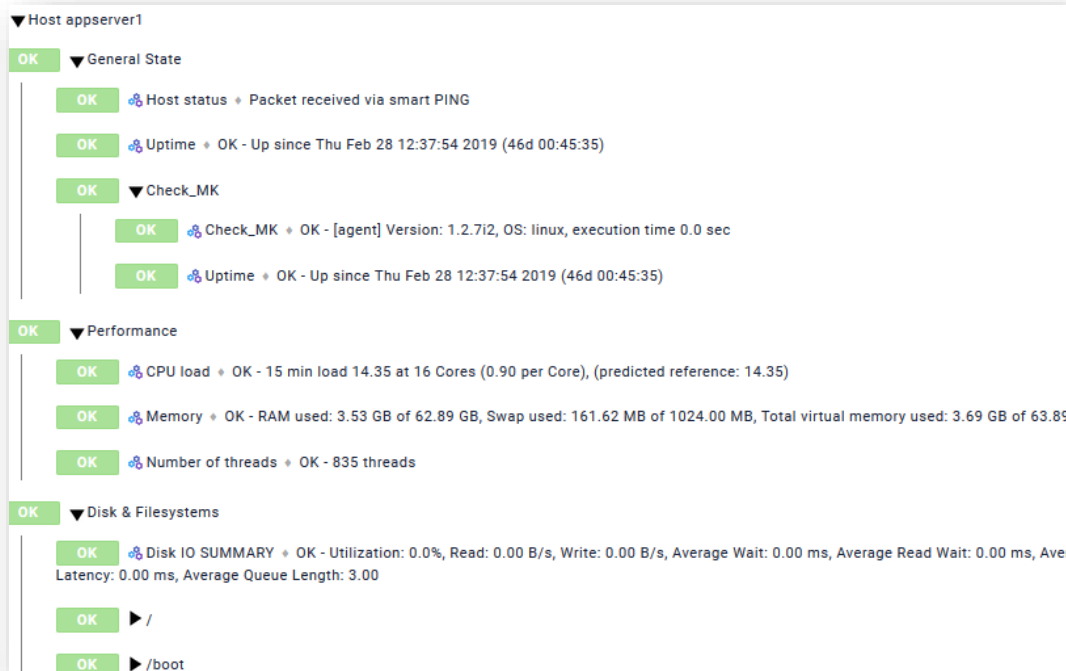 Host appserver1
OK General State
OK Host status ♦ Packet received via smart PING
OK Uptime ♦ OK - Up since Thu Feb 28 12:37:54 2019 (46d 00:45:35)
OK Check_MK
OK Check_MK ♦ OK - [agent] Version: 1.2.7i2, OS: linux, execution time 0.0 sec
OK Uptime ♦ OK - Up since Thu Feb 28 12:37:54 2019 (46d 00:45:35)
OK Performance
OK CPU load ♦ OK - 15 min load 14.35 at 16 Cores (0.90 per Core), (predicted reference: 14.35)
OK Memory ♦ OK - RAM used: 3.53 GB of 62.89 GB, Swap used: 161.62 MB of 1024.00 MB, Total virtual memory used: 3.69 GB of 63.89
OK Number of threads ♦ OK - 835 threads
OK Disk & Filesystems
OK Disk IO SUMMARY ♦ OK - Utilization: 0.0%, Read: 0.00 B/s, Write: 0.00 B/s, Average Wait: 0.00 ms, Average Read Wait: 0.00 ms,
Latency: 0.00 ms, Average Queue Length: 3.00
OK /
OK /boot